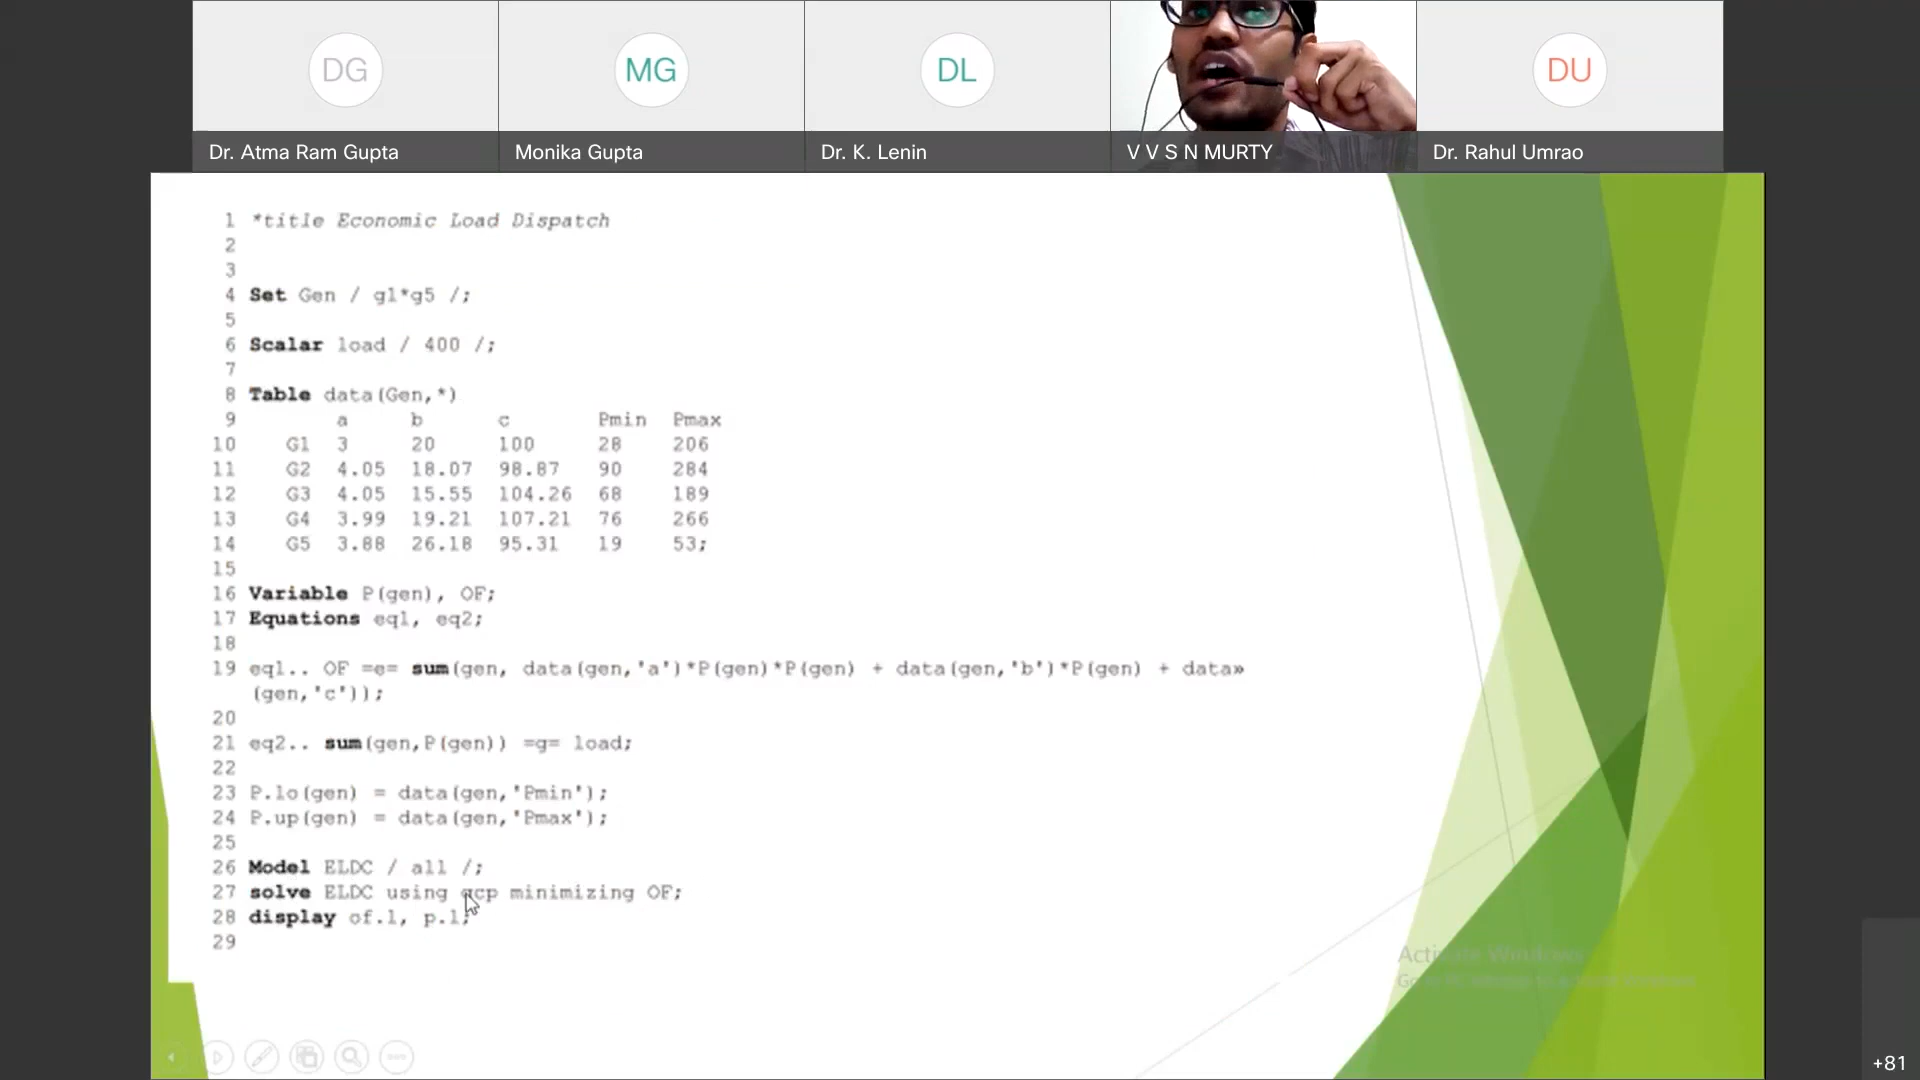 DG
MG
DL
DU
Dr. Atma Ram Gupta
Monika Gupta
Dr. K. Lenin
V V S N MURTY
Dr. Rahul Umrao
1 *title Economic Load Dispatch
2
3
4 Set Gen / g1*g5 /;
5
6 Scalar load / 400 /;
7
8 Table data(Gen,*)
9 a b c Pmin Pmax
10 G1 3 20 100 28 206
11 G2 4.05 18.07 98.87 90 284
12 G3 4.05 15.55 104.26 68 189
13 G4 3.99 19.21 107.21 76 266
14 G5 3.88 26.18 95.31 19 53;
15
16 Variable P(gen), OF;
17 Equations eq1, eq2;
18
19 eq1.. OF =e= sum(gen, data(gen,'a')*P(gen)*P(gen) + data(gen,'b')*P(gen) + data»
(gen,'c'));
20
21 eq2.. sum(gen,P(gen)) =g= load;
22
23 P.lo(gen) = data(gen,'Pmin');
24 P.up(gen) = data(gen,'Pmax');
25
26 Model ELDC / all /;
27 solve ELDC using qcp minimizing OF;
28 display of.l, p.l;
29
Activate Windows
+81